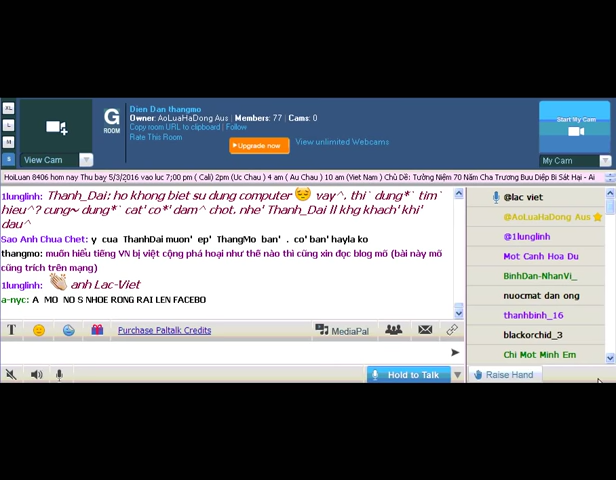 XL
L
M
S
View Cam
G
ROOM
Dien Dan thangmo
Owner: AoLuaHaDong Aus | Members: 77 | Cams: 0
Copy room URL to clipboard | Follow
Rate This Room
Upgrade now
View unlimited Webcams
Start My Cam
My Cam
HoiLuan 8406 hom nay Thu bay 5/3/2016 vao luc 7;00 pm ( Cali) 2pm (Uc Chau ) 4 am ( Au Chau ) 10 am (Viet Nam ) Chủ Đề: Tưởng Niệm 70 Năm Cha Trương Bưu Diệp Bi Sát Hại - Ai
1lunglinh: Thanh_Dai: ho khong biet su dung computer vay^, thi` dung*` tim`
hieu^? cung~ dung*` cat' co*' dam^ chot, nhe' Thanh_Dai !! khg khach' khi'
dau^
Sao Anh Chua Chet: y cua ThanhDai muon' ep' ThangMo ban' . co' ban' hayla ko
thangmo: muốn hiểu tiếng VN bị việt cộng phá hoại như thế nào thì cũng xin đọc blog mõ (bài này mõ
cũng trích trên mạng)
1lunglinh: anh Lac-Viet
a-nyc: A MO NO S NHOE RONG RAI LEN FACEBO
T
Purchase Paltalk Credits
MediaPal
Hold to Talk
@lac viet
@AoLuaHaDong Aus
@1lunglinh
Mot Canh Hoa Du
BinhDan-NhanVi_
nuocmat dan ong
thanhbinh_16
blackorchid_3
Chi Mot Minh Em
Raise Hand